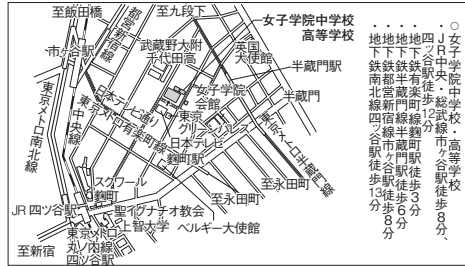 ○女子学院中学校・高等学校
・JR中央・総武線市ヶ谷駅徒歩8分、
四ツ谷駅徒歩12分
・地下鉄有楽町線麴町駅徒歩3分
・地下鉄半蔵門線半蔵門駅徒歩6分
・地下鉄都営新宿線市ヶ谷駅徒歩8分
・地下鉄南北線四ツ谷駅徒歩13分
至飯田橋
都営新宿線
至九段下
女子学院中学校
高等学校
市ヶ谷駅
武蔵野大附
千代田高
英国
大使館
半蔵門駅
女子学院
会館
半蔵門
日本テレビ通り
東京メトロ有楽町線
中央線
東京メトロ南北線
東京
グリーンパレス
日本テレビ
麴町駅
東京メトロ半蔵門線
至永田町
至永田町
スクワール
麴町
JR四ツ谷駅
聖イグナチオ教会
上智大学
ベルギー大使館
東京メトロ
丸ノ内線
四ツ谷駅
至新宿